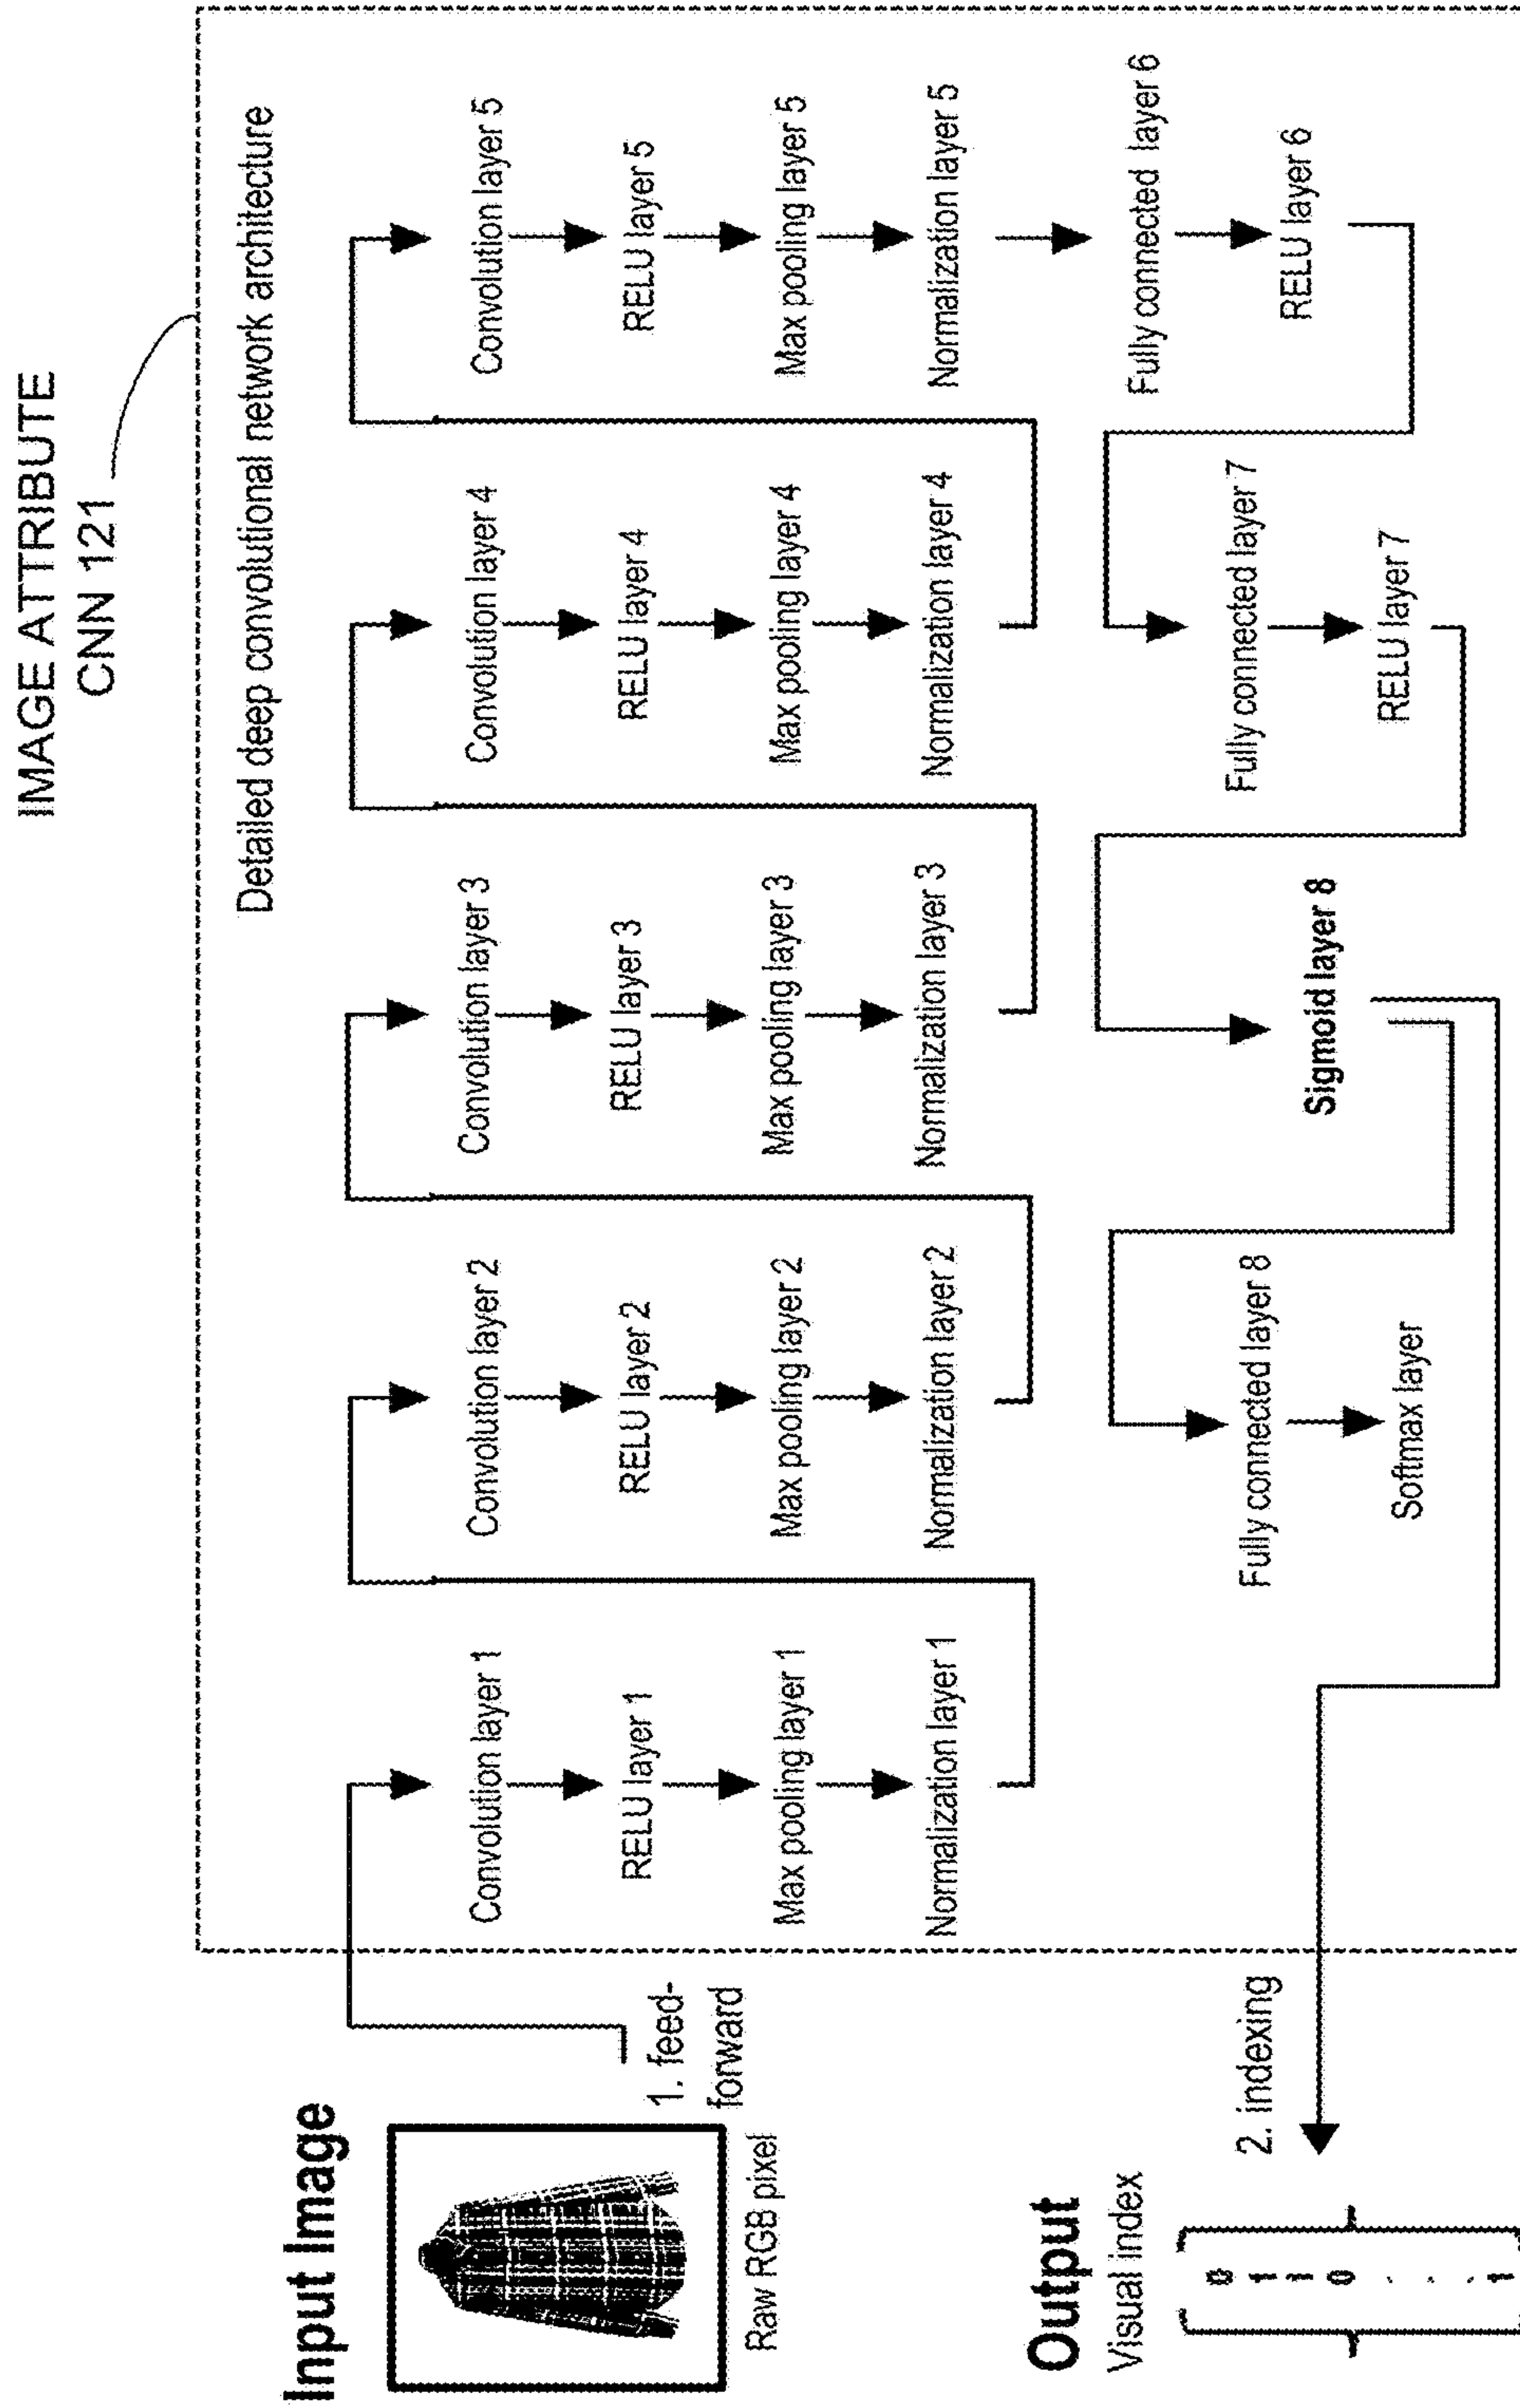 IMAGE ATTRIBUTE
CNN 121
Detailed deep convolutional network architecture
Input Image
Raw RGB pixel
1. feed-
forward
Convolution layer 1
RELU layer 1
Max pooling layer 1
Normalization layer 1
Convolution layer 2
RELU layer 2
Max pooling layer 2
Normalization layer 2
Convolution layer 3
RELU layer 3
Max pooling layer 3
Normalization layer 3
Convolution layer 4
RELU layer 4
Max pooling layer 4
Normalization layer 4
Convolution layer 5
RELU layer 5
Max pooling layer 5
Normalization layer 5
Fully connected layer 6
RELU layer 6
Fully connected layer 7
RELU layer 7
Sigmoid layer 8
Fully connected layer 8
Softmax layer
2. indexing
Output
Visual index
0
1
1
0
.
.
.
1